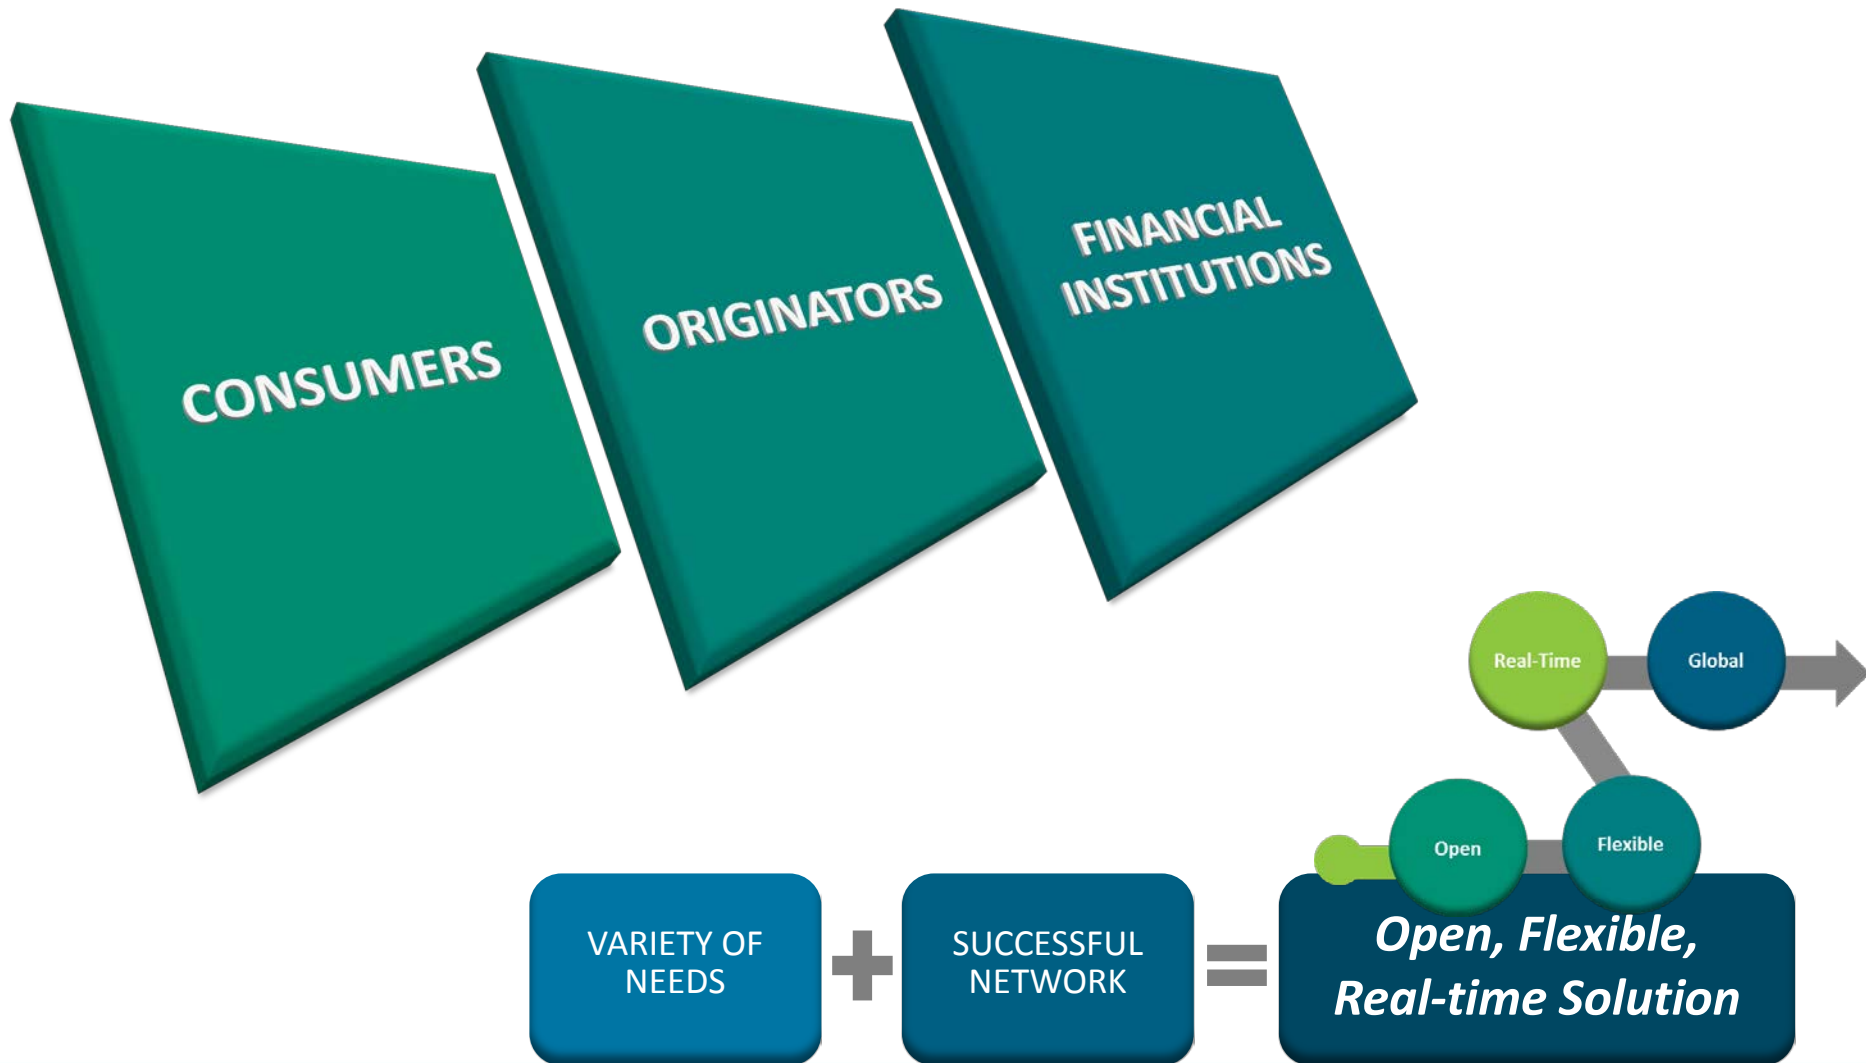 CONSUMERS
ORIGINATORS
FINANCIAL
INSTITUTIONS
Real-Time
Global
Open
Flexible
VARIETY OF
NEEDS
+
SUCCESSFUL
NETWORK
=
Open, Flexible,
Real-time Solution